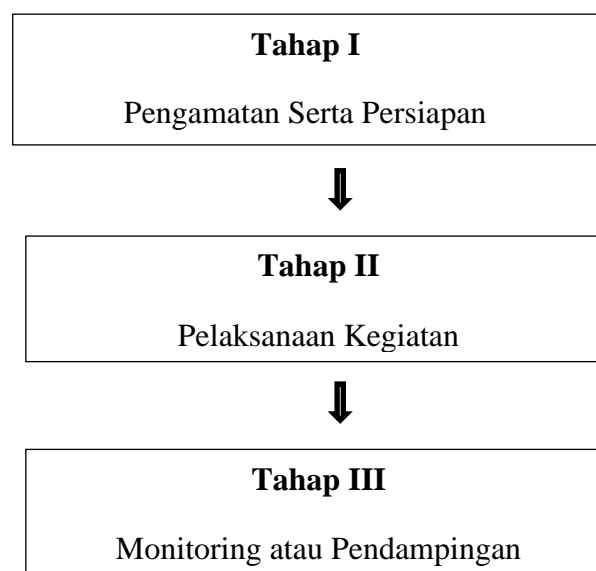 Tahap I
Pengamatan Serta Persiapan
Tahap II
Pelaksanaan Kegiatan
Tahap III
Monitoring atau Pendampingan